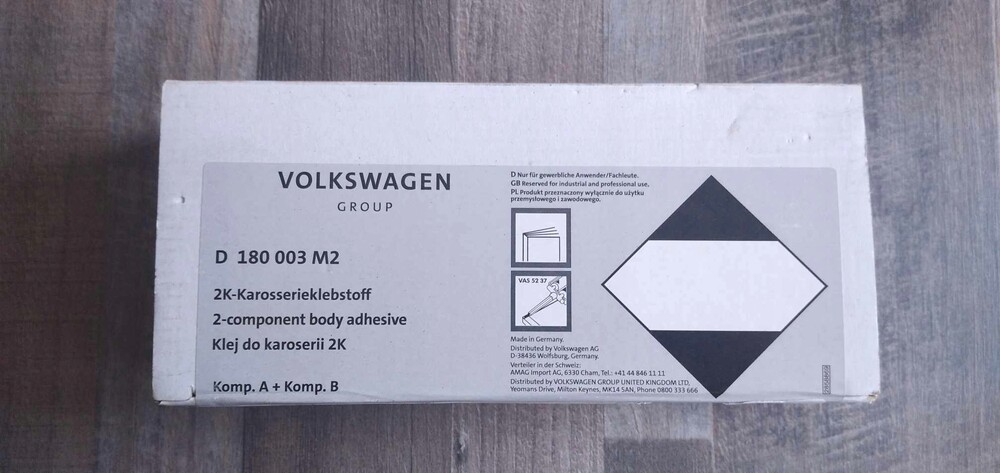 VOLKSWAGEN
GROUP
D 180 003 M2
2K-Karosserieklebstoff
2-component body adhesive
Klej do karoserii 2K
Komp. A + Komp. B
D Nur für gewerbliche Anwender/Fachleute.
GB Reserved for industrial and professional use.
PL Produkt przeznaczony wyłącznie do użytku
przemysłowego i zawodowego.
VAS 52 37
Made in Germany.
Distributed by Volkswagen AG
D-38436 Wolfsburg, Germany.
Verteiler in der Schweiz:
AMAG import AG, 6330 Cham, Tel.: +41 44 846 11 11
Distributed by VOLKSWAGEN GROUP UNITED KINGDOM LTD,
Yeomans Drive, Milton Keynes, MK14 5AN, Phone 0800 333 666